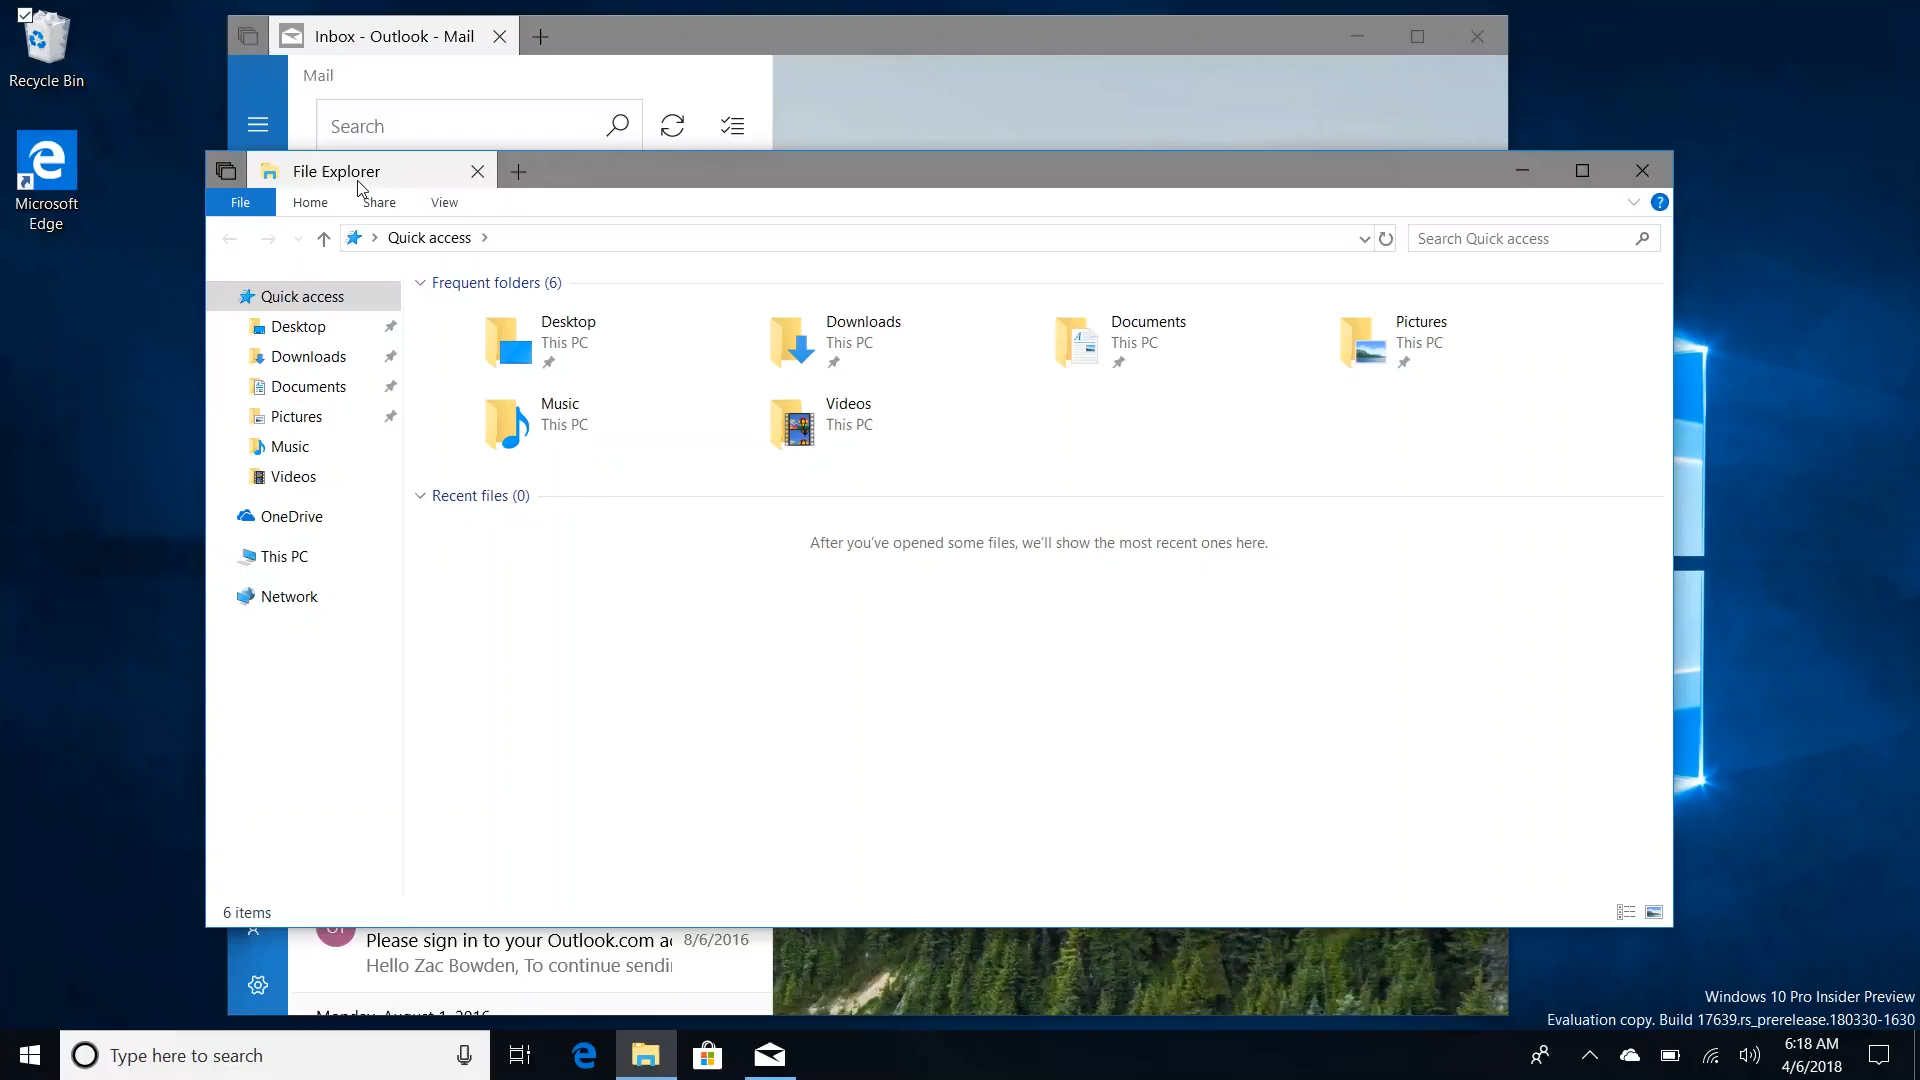 Recycle Bin
Microsoft
Edge
Inbox - Outlook - Mail
Mail
Search
File Explorer
File
Home
Share
View
Quick access
Search Quick access
Quick access
Desktop
Downloads
Documents
Pictures
Music
Videos
OneDrive
This PC
Network
Frequent folders (6)
Desktop
This PC
Downloads
This PC
Documents
This PC
Pictures
This PC
Music
This PC
Videos
This PC
Recent files (0)
After you've opened some files, we'll show the most recent ones here.
6 items
Please sign in to your Outlook.com a
8/6/2016
Hello Zac Bowden, To continue sendi
Monday, August 1, 2016
Windows 10 Pro Insider Preview
Evaluation copy. Build 17639.rs_prerelease.180330-1630
Type here to search
6:18 AM
4/6/2018